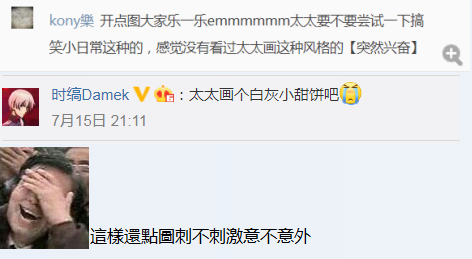 kony樂 开点图大家乐一乐emmmmmm太太要不要尝试一下搞
笑小日常这种的，感觉没有看过太太画这种风格的【突然兴奋】
时缟Damek：太太画个白灰小甜饼吧
7月15日 21:11
這樣還點圖刺不刺激意不意外